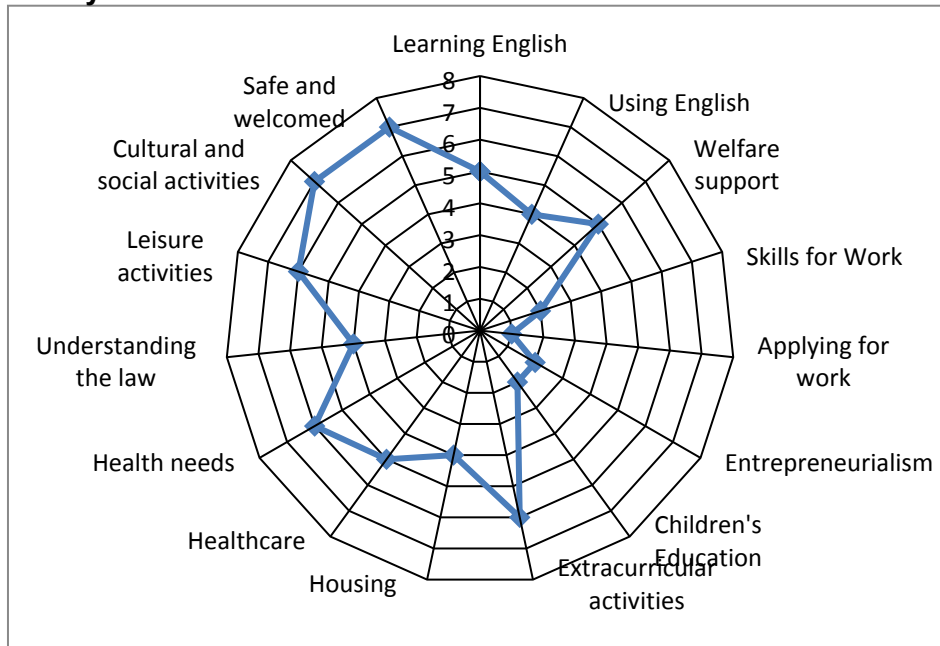 Learning English
Using English
Welfare
support
Skills for Work
Applying for
work
Entrepreneurialism
Children's
Education
Extracurricular
activities
Housing
Healthcare
Health needs
Understanding
the law
Leisure
activities
Cultural and
social activities
Safe and
welcomed
8
7
6
5
4
3
2
1
0